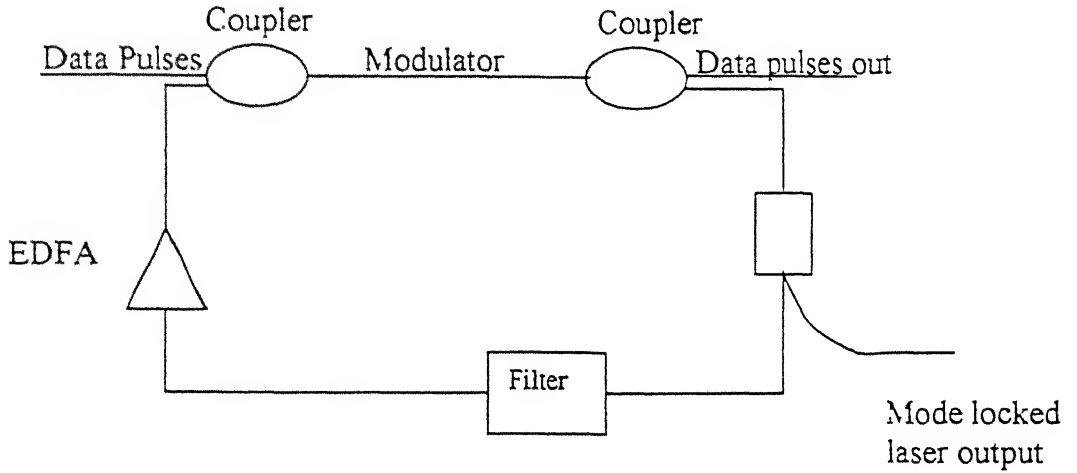 Coupler
Coupler
Data Pulses
Modulator
Data pulses out
EDFA
Filter
Mode locked
laser output